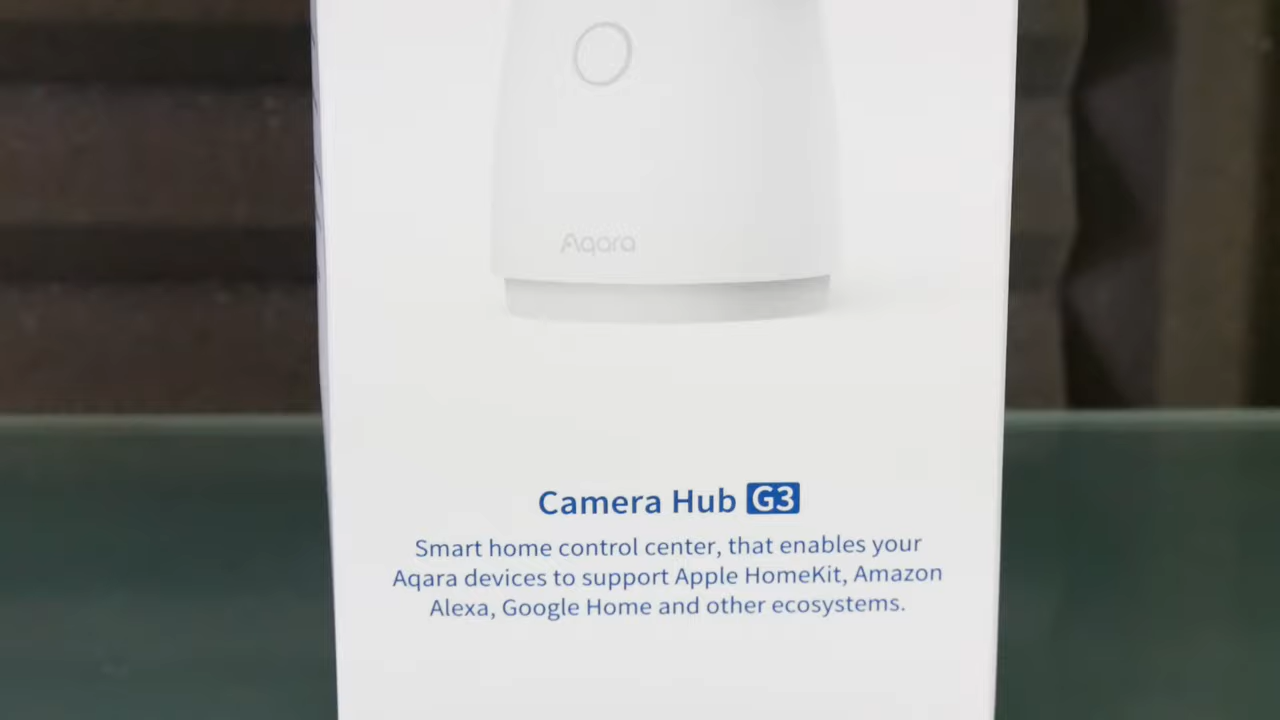 Aqara
Camera Hub G3
Smart home control center, that enables your
Aqara devices to support Apple HomeKit, Amazon
Alexa, Google Home and other ecosystems.